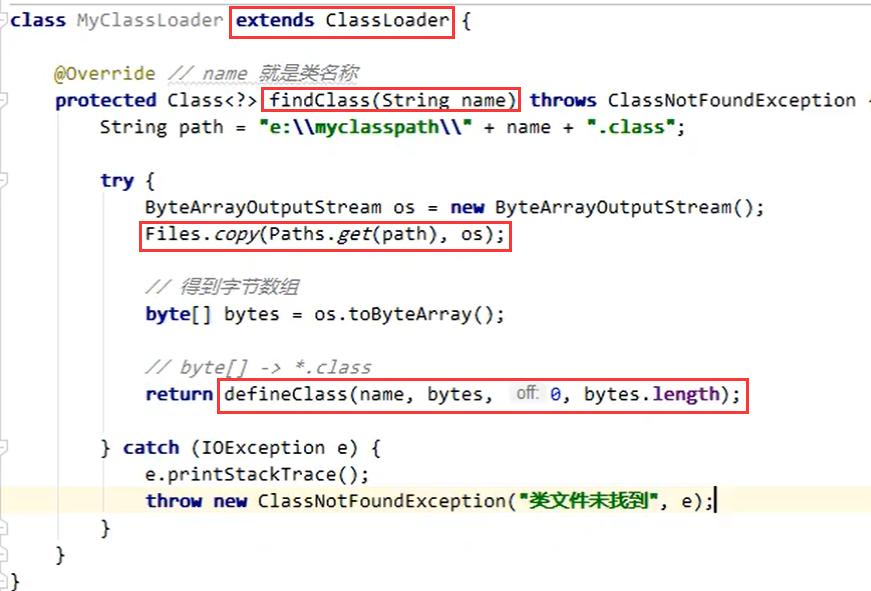 class MyClassLoader extends ClassLoader {
@Override // name 就是类名称
protected Class<?> findClass(String name) throws ClassNotFoundException {
String path = "e:\\myclasspath\\" + name + ".class";
try {
ByteArrayOutputStream os = new ByteArrayOutputStream();
Files.copy(Paths.get(path), os);
// 得到字节数组
byte[] bytes = os.toByteArray();
// byte[] -> *.class
return defineClass(name, bytes, off: 0, bytes.length);
} catch (IOException e) {
e.printStackTrace();
throw new ClassNotFoundException("类文件未找到", e);
}
}
}